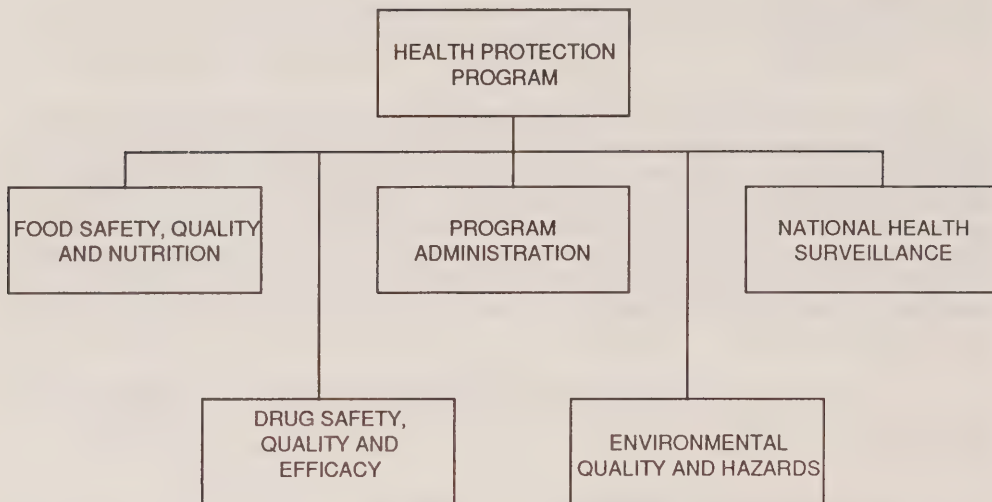 HEALTH PROTECTION
PROGRAM
FOOD SAFETY, QUALITY
AND NUTRITION
PROGRAM
ADMINISTRATION
NATIONAL HEALTH
SURVEILLANCE
DRUG SAFETY,
QUALITY AND
EFFICACY
ENVIRONMENTAL
QUALITY AND HAZARDS